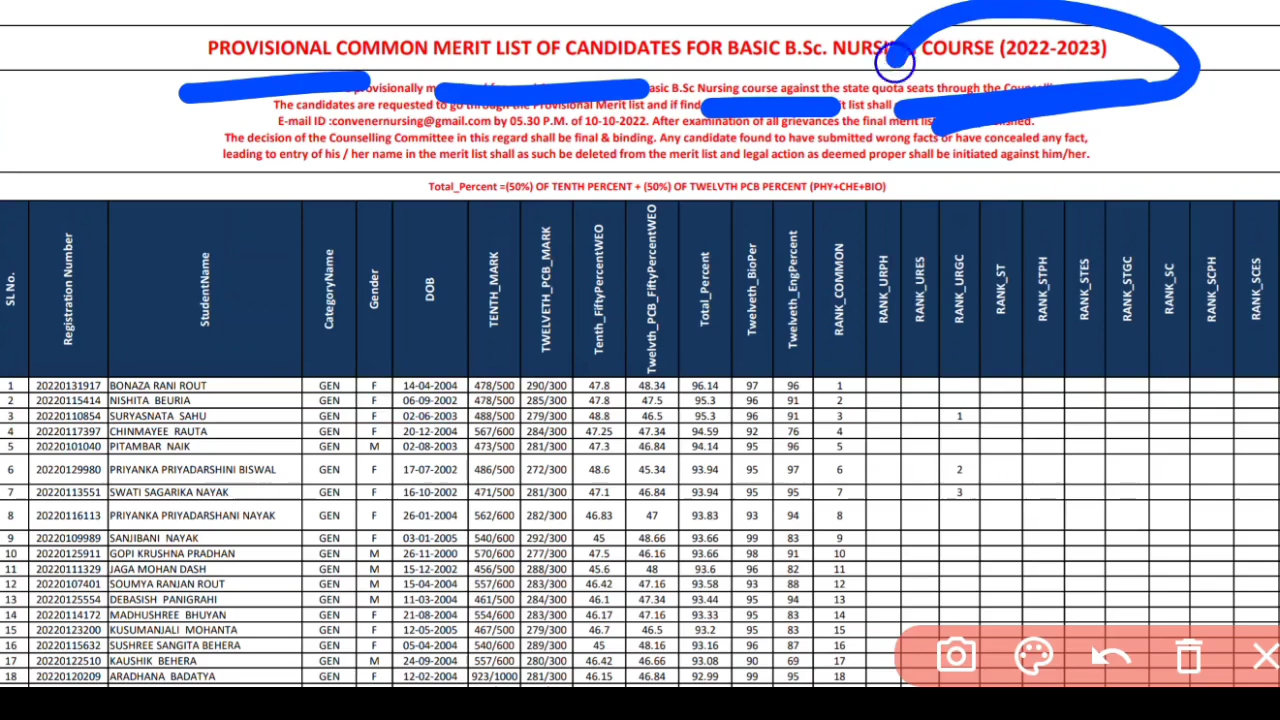 PROVISIONAL COMMON MERIT LIST OF CANDIDATES FOR BASIC B.Sc. COURSE (2022-2023)
provisionally B.Sc Nursing course against the state quota seats through the
The candidates are requested to go through the Provisional Merit list and if find list shall
E-mail ID :convenernursing@gmail.com by 05.30 P.M. of 10-10-2022. After examination of all grievances the final merit
The decision of the Counselling Committee in this regard shall be final & binding. Any candidate found to have submitted wrong facts or have concealed any fact,
leading to entry of his / her name in the merit list shall as such be deleted from the merit list and legal action as deemed proper shall be initiated against him/her.
Total_Percent =(50%) OF TENTH PERCENT + (50%) OF TWELVTH PCB PERCENT (PHY+CHE+BIO)
SL No. Registration Number StudentName CategoryName Gender DOB TENTH_MARK TWELVETH_PCB_MARK Tenth_FiftyPercentWEO Twelvth_PCB_FiftyPercentWEO Total_Percent Twelveth_BioPer Twelveth_EngPercent RANK_COMMON RANK_URPH RANK_URES RANK_URGC RANK_ST RANK_STPH RANK_STES RANK_STGC RANK_SC RANK_SCPH RANK_SCES
1 20220131917 BONAZA RANI ROUT GEN F 14-04-2004 478/500 290/300 47.8 48.34 96.14 97 96 1
2 20220115414 NISHITA BEURIA GEN F 06-09-2002 478/500 285/300 47.8 47.5 95.3 96 91 2
3 20220110854 SURYASNATA SAHU GEN F 02-06-2003 488/500 279/300 48.8 46.5 95.3 96 91 3 1
4 20220117397 CHINMAYEE RAUTA GEN F 20-12-2004 567/600 284/300 47.25 47.34 94.59 92 76 4
5 20220101040 PITAMBAR NAIK GEN M 02-08-2003 473/500 281/300 47.3 46.84 94.14 95 96 5
6 20220129980 PRIYANKA PRIYADARSHINI BISWAL GEN F 17-07-2002 486/500 272/300 48.6 45.34 93.94 95 97 6 2
7 20220113551 SWATI SAGARIKA NAYAK GEN F 16-10-2002 471/500 281/300 47.1 46.84 93.94 95 95 7 3
8 20220116113 PRIYANKA PRIYADARSHANI NAYAK GEN F 26-01-2004 562/600 282/300 46.83 47 93.83 93 94 8
9 20220109989 SANJIBANI NAYAK GEN F 03-01-2005 540/600 292/300 45 48.66 93.66 99 83 9
10 20220125911 GOPI KRUSHNA PRADHAN GEN M 26-11-2000 570/600 277/300 47.5 46.16 93.66 98 91 10
11 20220111329 JAGA MOHAN DASH GEN M 15-12-2002 456/500 288/300 45.6 48 93.6 96 82 11
12 20220107401 SOUMYA RANJAN ROUT GEN M 15-04-2004 557/600 283/300 46.42 47.16 93.58 93 88 12
13 20220125554 DEBASISH PANIGRAHI GEN M 11-03-2004 461/500 284/300 46.1 47.34 93.44 95 94 13
14 20220114172 MADHUSHREE BHUYAN GEN F 21-08-2004 554/600 283/300 46.17 47.16 93.33 95 83 14
15 20220123200 KUSUMANJALI MOHANTA GEN F 12-05-2005 467/500 279/300 46.7 46.5 93.2 95 83 15
16 20220115632 SUSHREE SANGITA BEHERA GEN F 05-04-2004 540/600 289/300 45 48.16 93.16 96 87 16
17 20220122510 KAUSHIK BEHERA GEN M 24-09-2004 557/600 280/300 46.42 46.66 93.08 90 69 17
18 20220120209 ARADHANA BADATYA GEN F 12-02-2004 923/1000 281/300 46.15 46.84 92.99 99 95 18